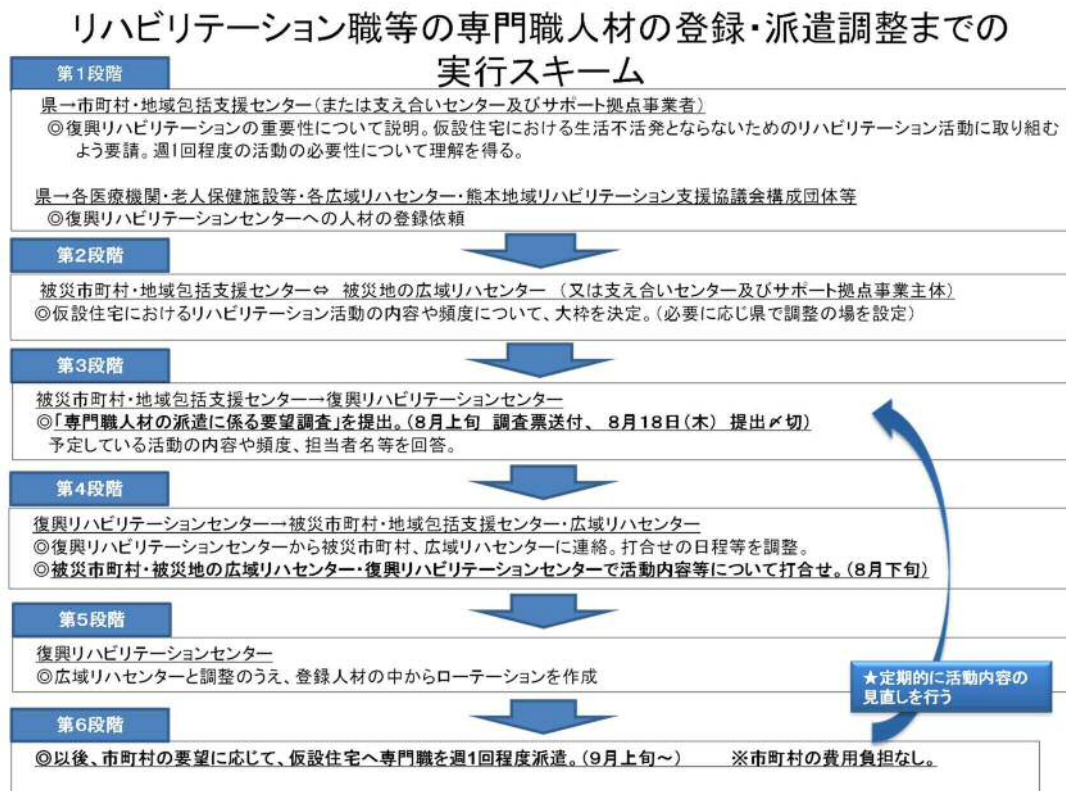 リハビリテーション職等の専門職人材の登録・派遣調整までの
実行スキーム
第1段階
県→市町村・地域包括支援センター(または支え合いセンター及びサポート拠点事業者)
◎復興リハビリテーションの重要性について説明。仮設住宅における生活不活発とならないためのリハビリテーション活動に取り組む
よう要請。週1回程度の活動の必要性について理解を得る。
県→各医療機関・老人保健施設等・各広域リハセンター・熊本地域リハビリテーション支援協議会構成団体等
◎復興リハビリテーションセンターへの人材の登録依頼
第2段階
被災市町村・地域包括支援センター⇔ 被災地の広域リハセンター (又は支え合いセンター及びサポート拠点事業主体)
◎仮設住宅におけるリハビリテーション活動の内容や頻度について、大枠を決定。(必要に応じ県で調整の場を設定)
第3段階
被災市町村・地域包括支援センター→復興リハビリテーションセンター
◎「専門職人材の派遣に係る要望調査」を提出。(8月上旬 調査票送付、 8月18日(木) 提出〆切)
予定している活動の内容や頻度、担当者名等を回答。
第4段階
復興リハビリテーションセンター→被災市町村・地域包括支援センター・広域リハセンター
◎復興リハビリテーションセンターから被災市町村、広域リハセンターに連絡。打合せの日程等を調整。
◎被災市町村・被災地の広域リハセンター・復興リハビリテーションセンターで活動内容等について打合せ。(8月下旬)
第5段階
復興リハビリテーションセンター
◎広域リハセンターと調整のうえ、登録人材の中からローテーションを作成
★定期的に活動内容の
見直しを行う
第6段階
◎以後、市町村の要望に応じて、仮設住宅へ専門職を週1回程度派遣。(9月上旬~) ※市町村の費用負担なし。